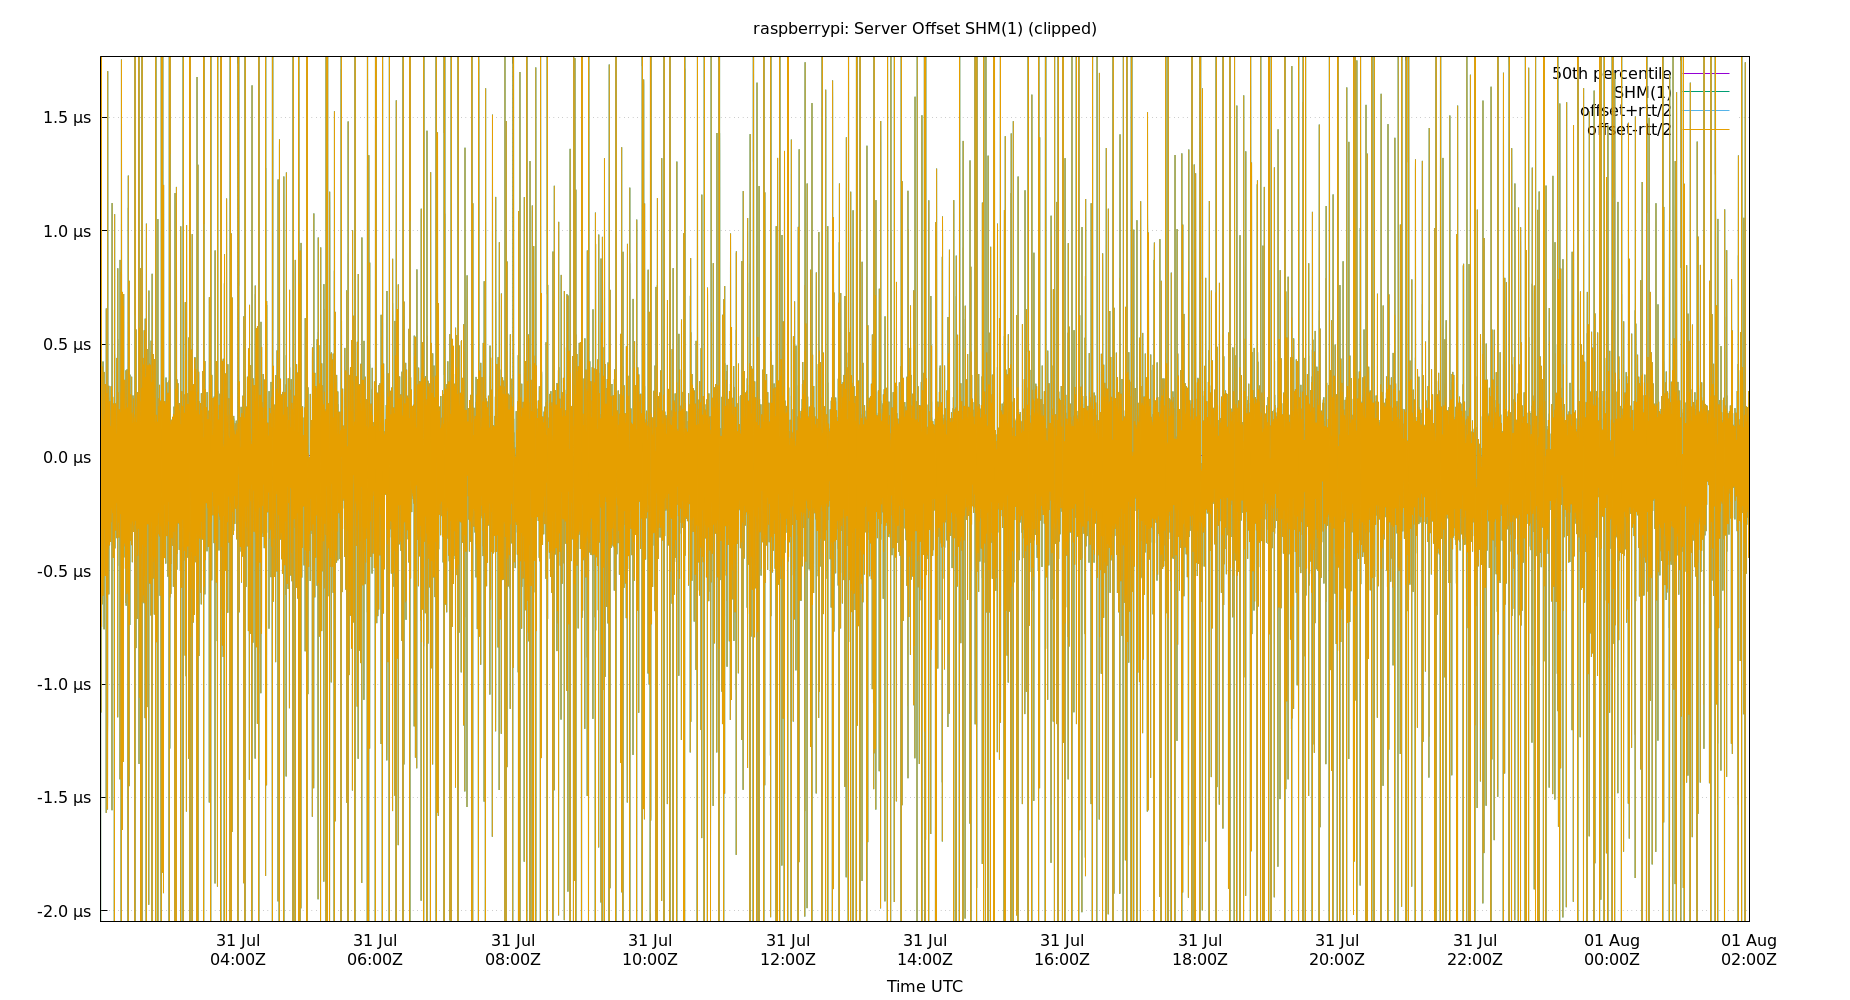 raspberrypi: Server Offset SHM(1) (clipped)
50th percentile
SHM(1)
offset+rtt/2
offset-rtt/2
1.5 µs
1.0 µs
0.5 µs
0.0 µs
-0.5 µs
-1.0 µs
-1.5 µs
-2.0 µs
31 Jul 31 Jul 31 Jul 31 Jul 31 Jul 31 Jul 31 Jul 31 Jul 31 Jul 31 Jul 01 Aug 01 Aug
04:00Z 06:00Z 08:00Z 10:00Z 12:00Z 14:00Z 16:00Z 18:00Z 20:00Z 22:00Z 00:00Z 02:00Z
Time UTC